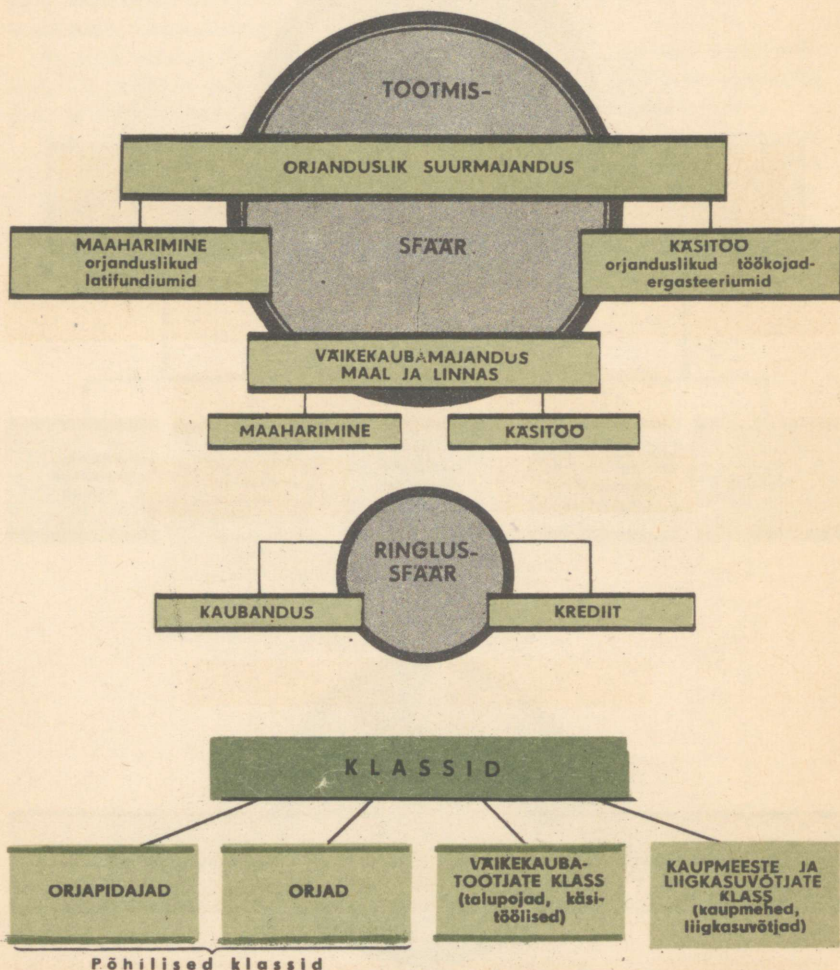 TOOTMIS-
ORJANDUSLIK SUURMAJANDUS
MAAHARIMINE
orjanduslikud
latifundiumid
SFÄÄR
KÄSITÖÖ
orjanduslikud töökojad-
ergasteeriumid
VÄIKEKAUBAMAJANDUS
MAAL JA LINNAS
MAAHARIMINE
KÄSITÖÖ
RINGLUS-
SFÄÄR
KAUBANDUS
KREDIIT
KLASSID
ORJAPIDAJAD
ORJAD
VÄIKEKAUBA-
TOOTJATE KLASS
(talupojad, käsi-
töölised)
KAUPMEESTE JA
LIIGKASUVÕTJATE
KLASS
(kaupmehed,
liigkasuvõtjad)
Põhilised klassid